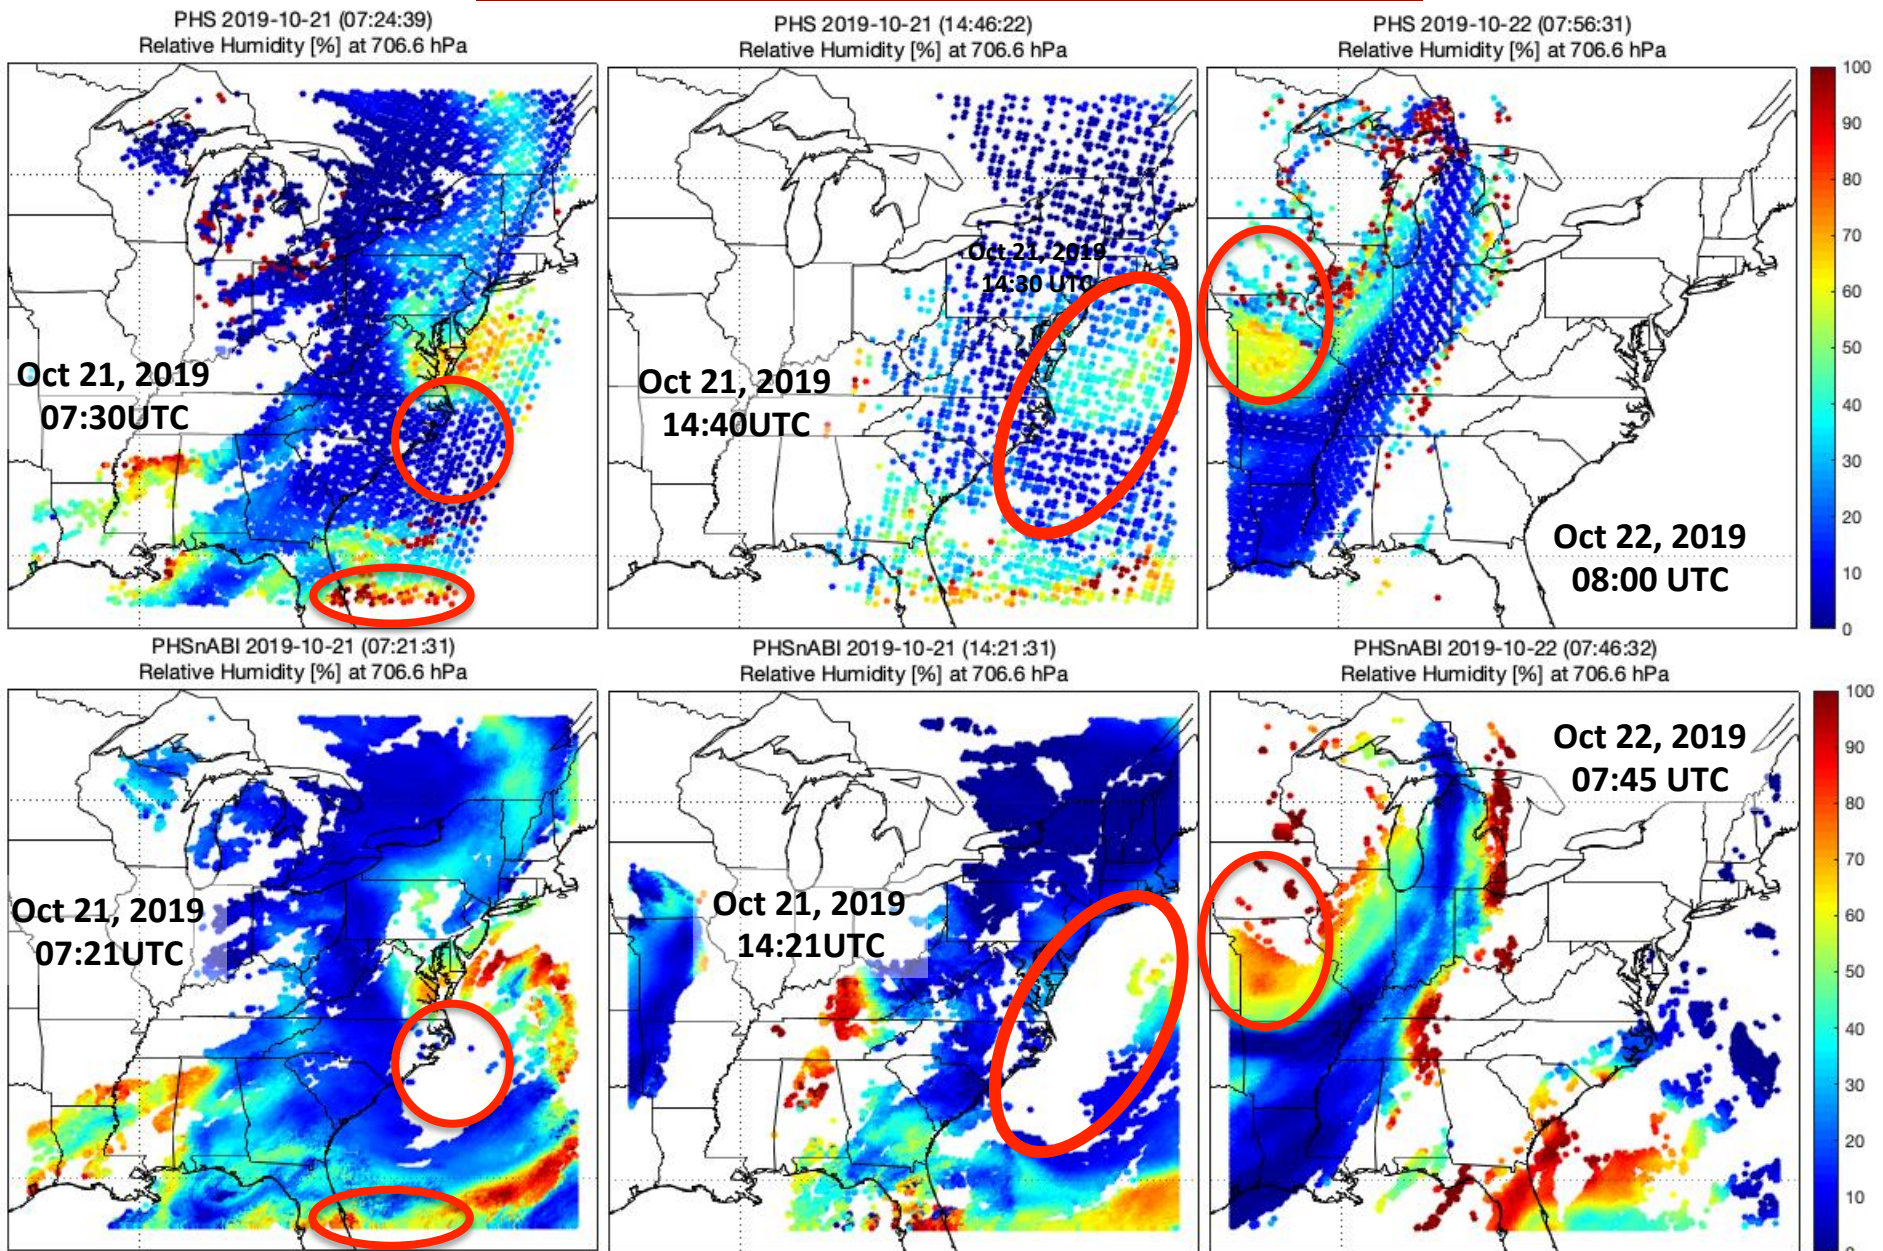 PHS 2019-10-21 (07:24:39)
Relative Humidity [%] at 706.6 hPa
Oct 21, 2019
07:30UTC
PHS 2019-10-21 (14:46:22)
Relative Humidity [%] at 706.6 hPa
Oct 21, 2019
14:30 UTC
Oct 21, 2019
14:40UTC
PHS 2019-10-22 (07:56:31)
Relative Humidity [%] at 706.6 hPa
Oct 22, 2019
08:00 UTC
100
90
80
70
60
50
40
30
20
10
0
PHSnABI 2019-10-21 (07:21:31)
Relative Humidity [%] at 706.6 hPa
Oct 21, 2019
07:21UTC
PHSnABI 2019-10-21 (14:21:31)
Relative Humidity [%] at 706.6 hPa
Oct 21, 2019
14:21UTC
PHSnABI 2019-10-22 (07:46:32)
Relative Humidity [%] at 706.6 hPa
Oct 22, 2019
07:45 UTC
100
90
80
70
60
50
40
30
20
10